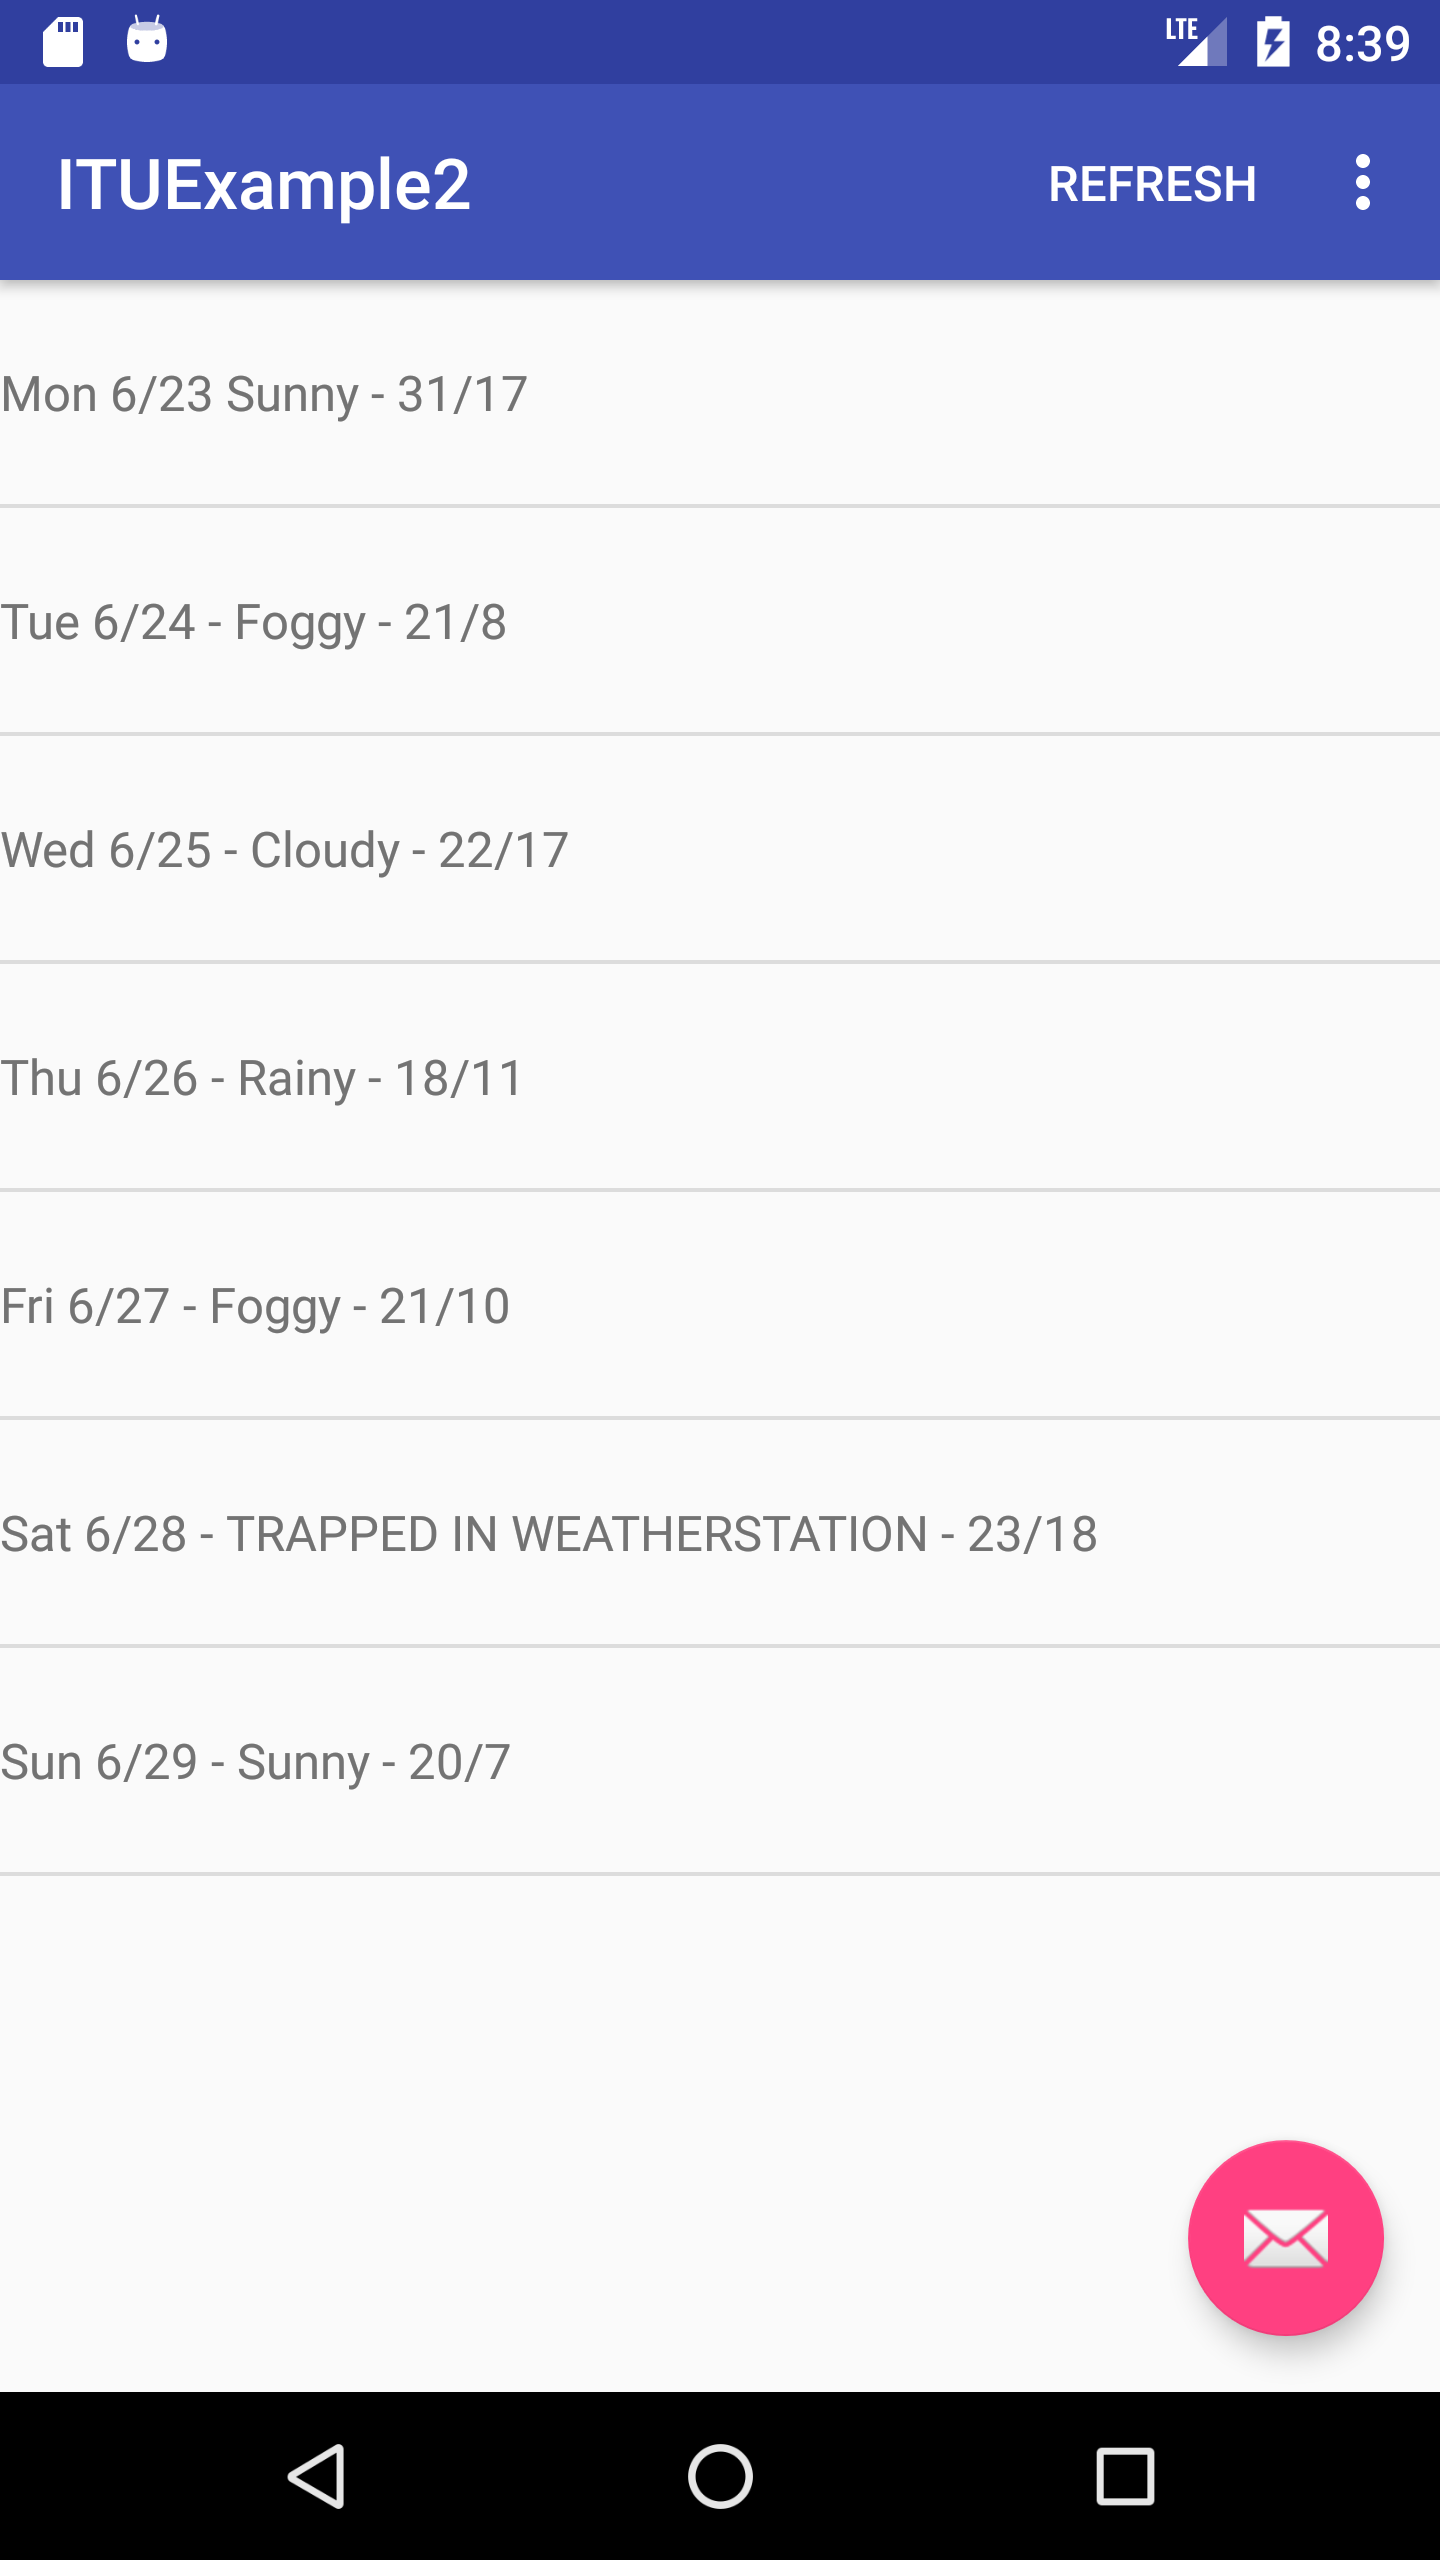 LTE 8:39
ITUExample2 REFRESH
Mon 6/23 Sunny - 31/17
Tue 6/24 - Foggy - 21/8
Wed 6/25 - Cloudy - 22/17
Thu 6/26 - Rainy - 18/11
Fri 6/27 - Foggy - 21/10
Sat 6/28 - TRAPPED IN WEATHERSTATION - 23/18
Sun 6/29 - Sunny - 20/7